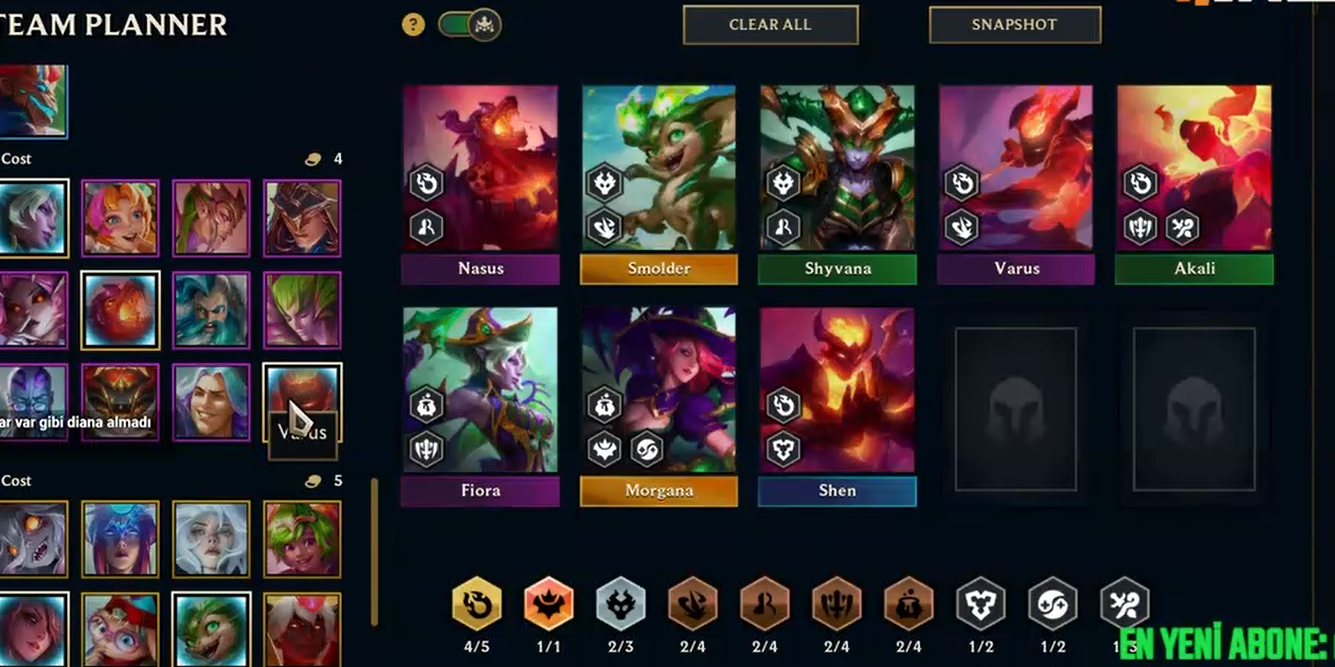 TEAM PLANNER
?
CLEAR ALL
SNAPSHOT
Cost 4
Nasus
Smolder
Shyvana
Varus
Akali
ar var gibi diana almadı
Varus
Cost 5
Fiora
Morgana
Shen
4/5
1/1
2/3
2/4
2/4
2/4
2/4
1/2
1/2
EN YENİ ABONE: